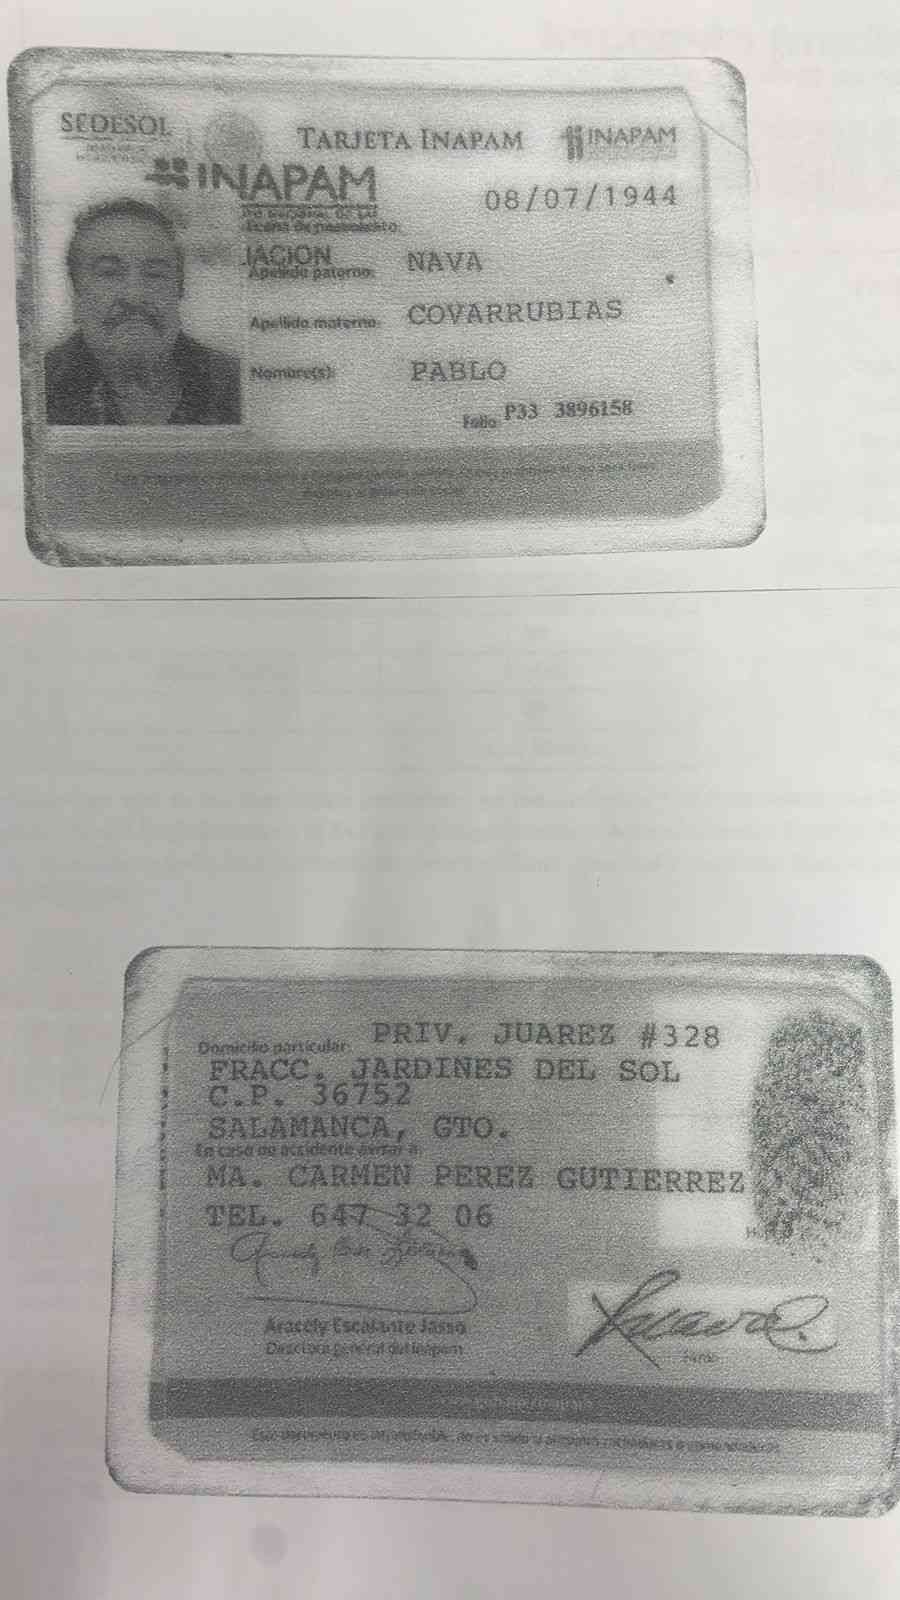 SEDESOL
TARJETA INAPAM
INAPAM
INAPAM
08/07/1944
Apellido paterno: NAVA
Apellido materno: COVARRUBIAS
Nombre(s): PABLO
Folio P33 3896158
Domicilio particular: PRIV. JUAREZ #328
FRACC. JARDINES DEL SOL
C.P. 36752
SALAMANCA, GTO.
En caso de accidente avisar a:
MA. CARMEN PEREZ GUTIERREZ
TEL. 647 32 06
Aracely Escalante Jasso
Directora general del Inapam
Firma